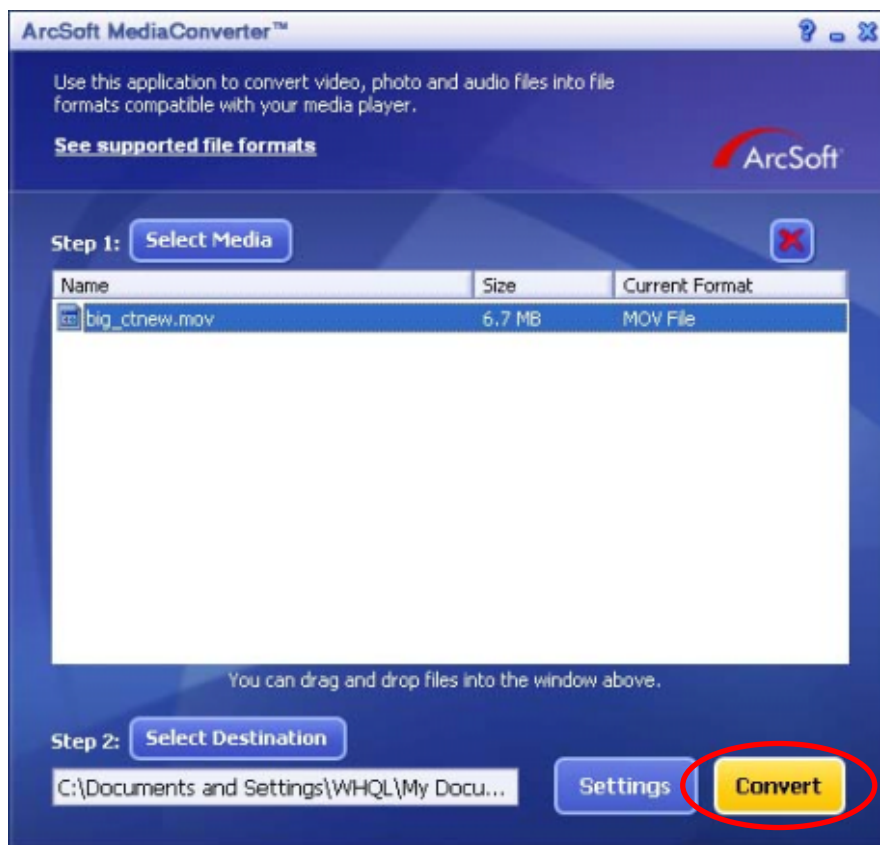 ArcSoft MediaConverter™
Use this application to convert video, photo and audio files into file
formats compatible with your media player.
See supported file formats
ArcSoft
Step 1: Select Media
Name Size Current Format
big_ctnew.mov 6.7 MB MOV File
You can drag and drop files into the window above.
Step 2: Select Destination
C:\Documents and Settings\WHQL\My Docu... Settings Convert